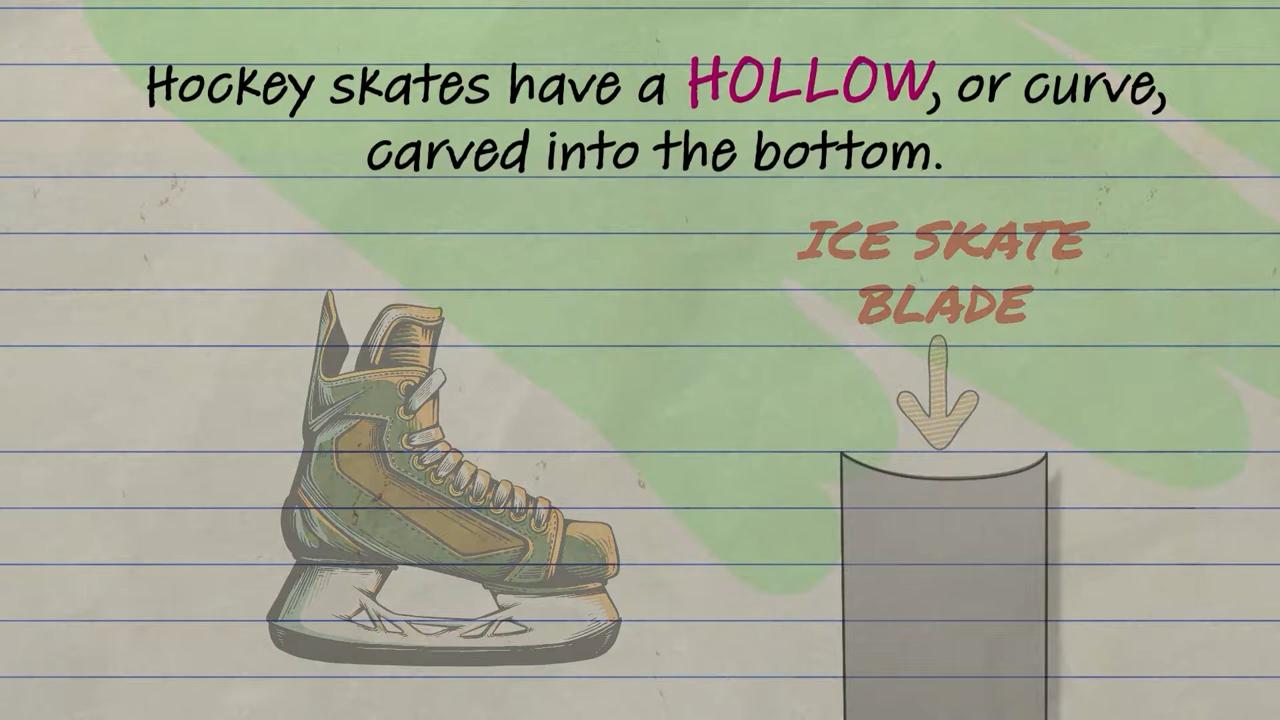 Hockey skates have a HOLLOW, or curve,
carved into the bottom.
ICE SKATE
BLADE